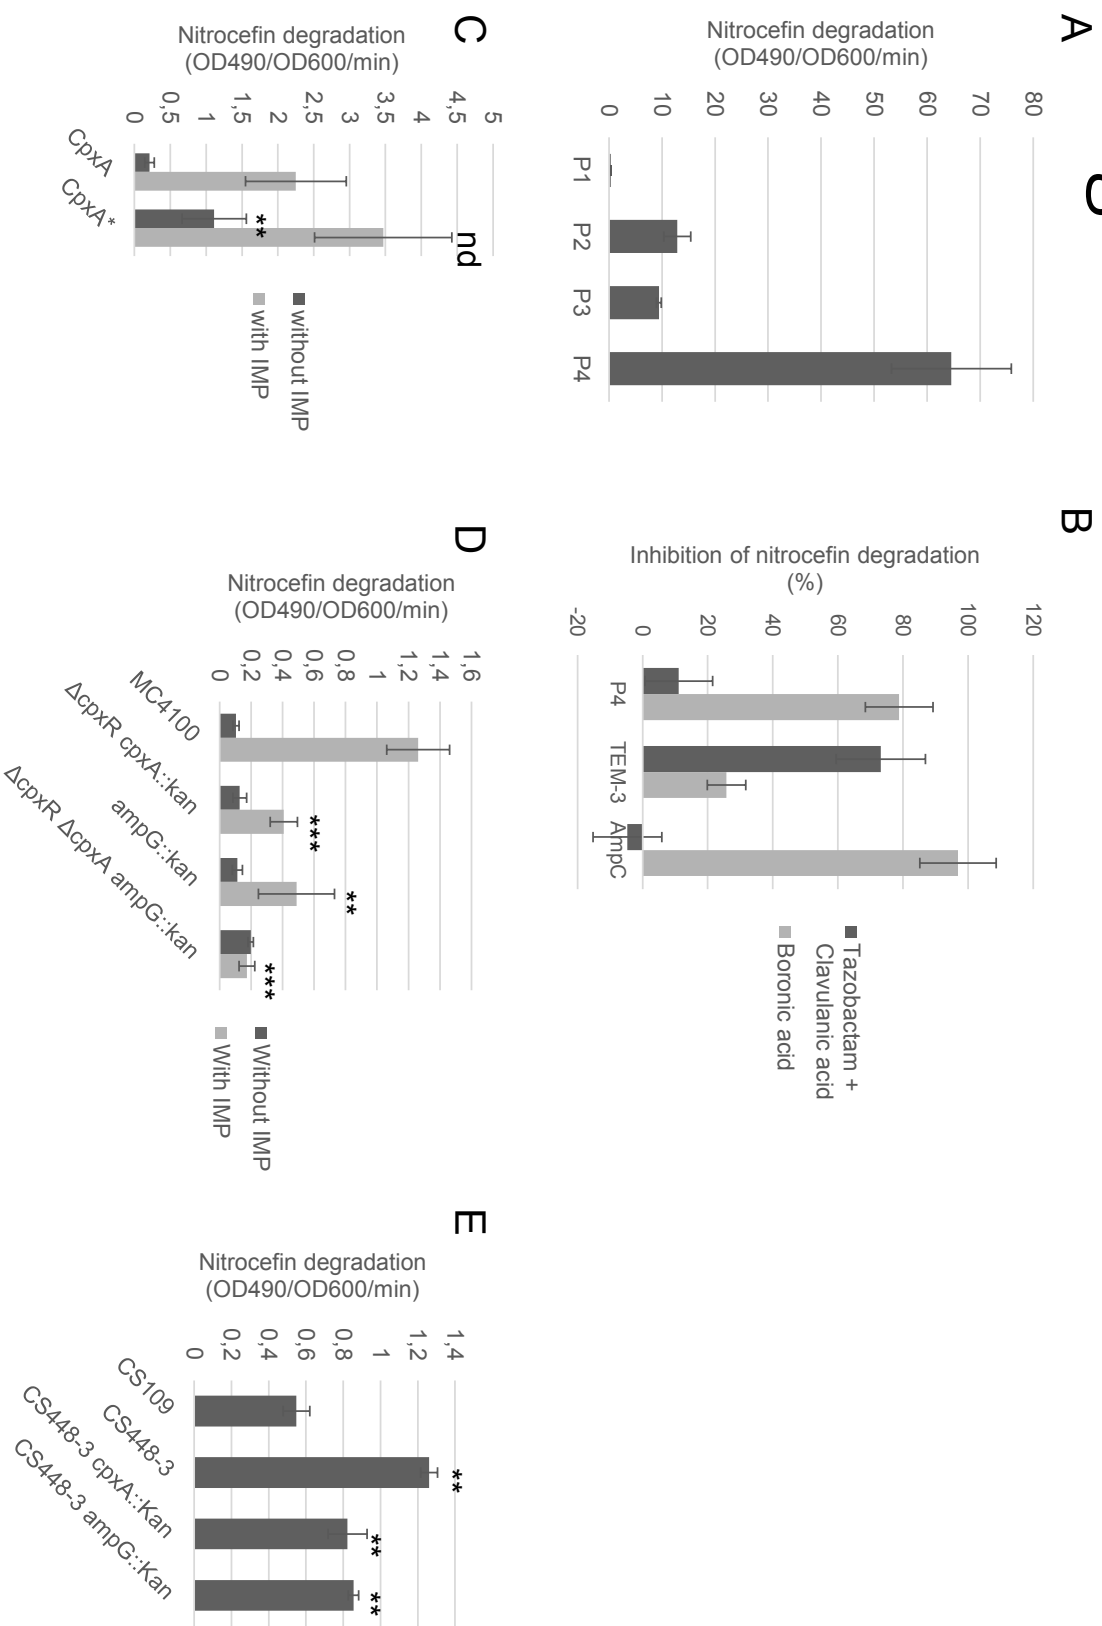 A
Nitrocefin degradation
(OD490/OD600/min)
80
70
60
50
40
30
20
10
0
P1
P2
P3
P4
B
Inhibition of nitrocefin degradation
(%)
120
100
80
60
40
20
0
-20
P4
TEM-3
AmpC
Tazobactam +
Clavulanic acid
Boronic acid
C
Nitrocefin degradation
(OD490/OD600/min)
5
4,5
4
3,5
3
2,5
2
1,5
1
0,5
0
nd
**
CpxA
CpxA*
without IMP
with IMP
D
Nitrocefin degradation
(OD490/OD600/min)
1,6
1,4
1,2
1
0,8
0,6
0,4
0,2
0
***
**
***
MC4100
ΔcpxR cpxA::kan
ampG::kan
ΔcpxR ΔcpxA ampG::kan
Without IMP
With IMP
E
Nitrocefin degradation
(OD490/OD600/min)
1,4
1,2
1
0,8
0,6
0,4
0,2
0
**
**
**
CS109
CS448-3
CS448-3 cpxA::Kan
CS448-3 ampG::Kan